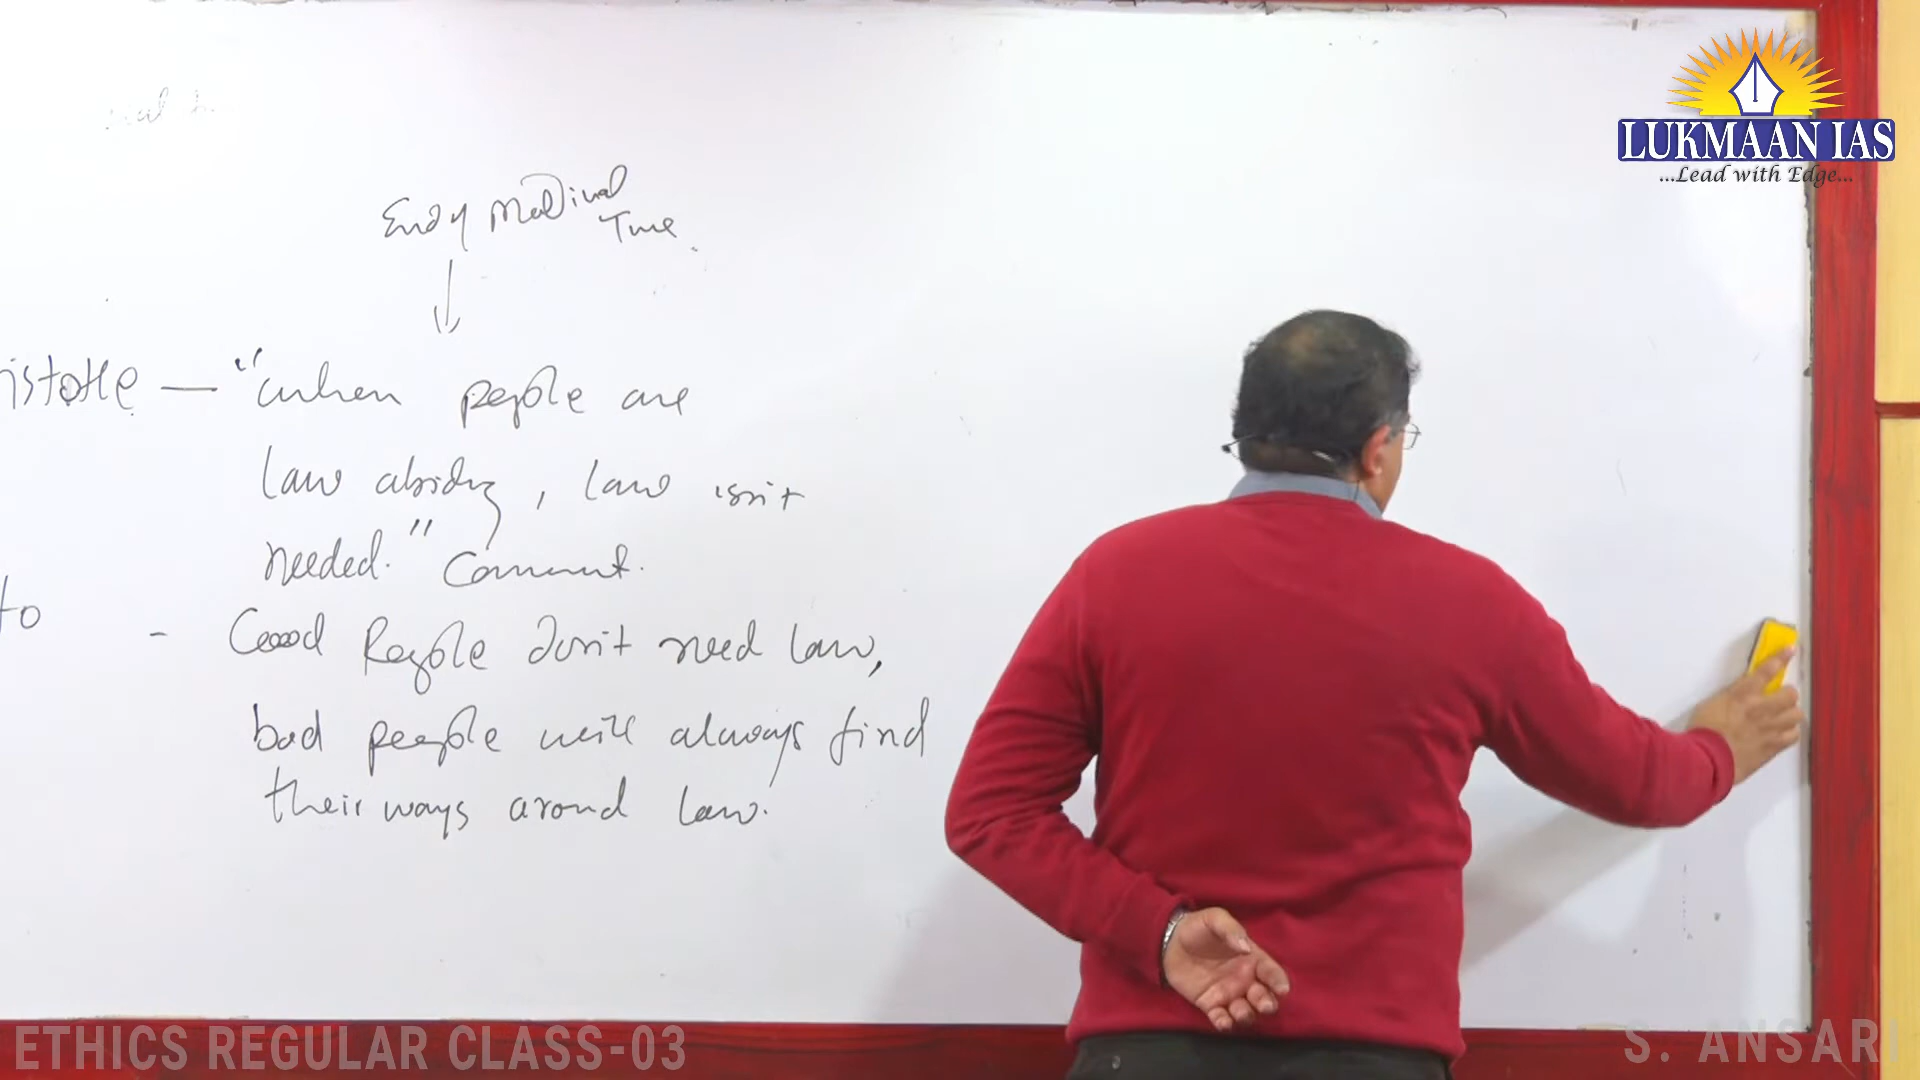 LUKMAAN IAS
...Lead with Edge...
End of Medival
Time
istotle — "when people are
law abiding, law isn't
needed." Comment.
to - Good People don't need law,
bad people will always find
their ways around law.
ETHICS REGULAR CLASS-03
S. ANSARI